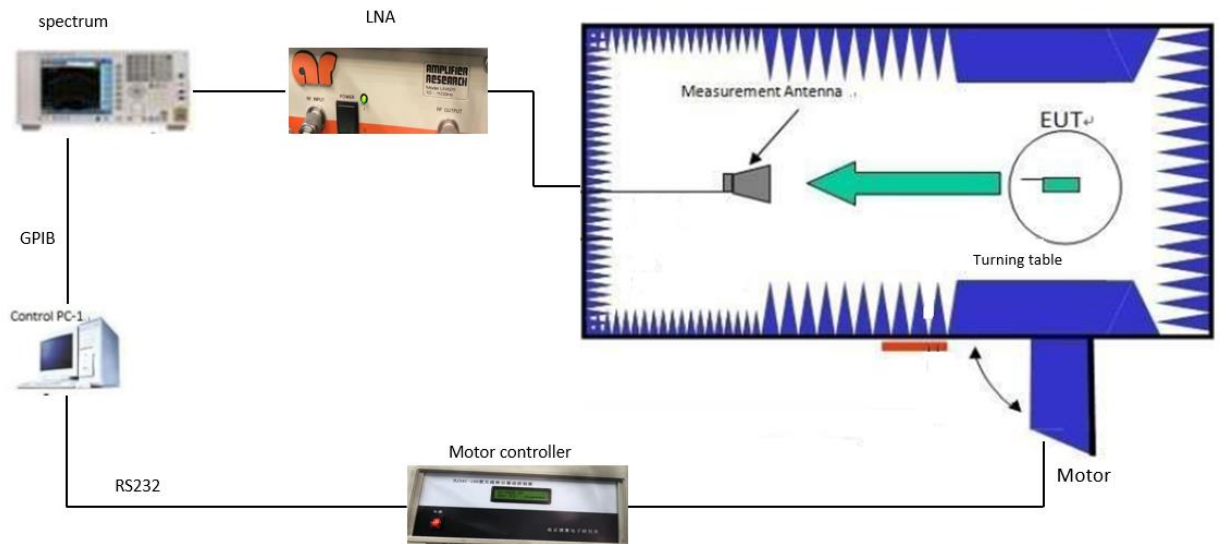 spectrum
LNA
AMPLIFIER
RESEARCH
RF INPUT
POWER
RF OUTPUT
Measurement Antenna
EUT
Turning table
GPIB
Control PC-1
Motor controller
RS232
Motor